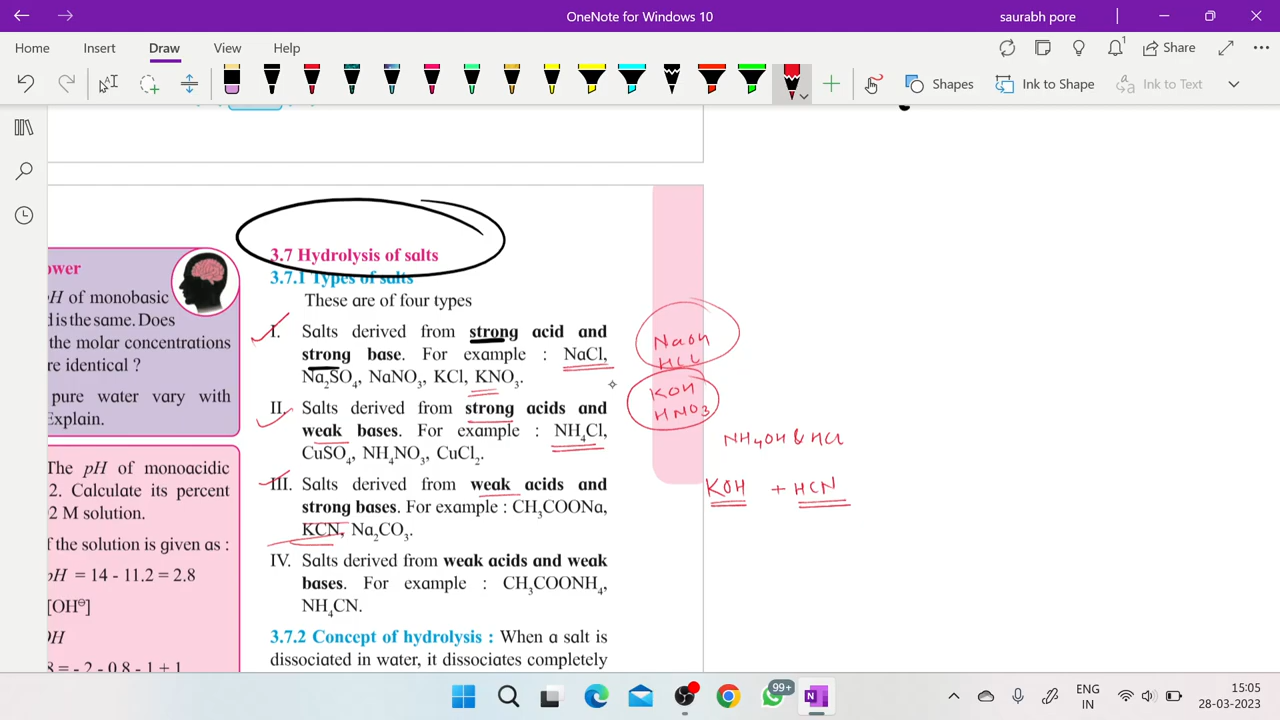 OneNote for Windows 10
saurabh pore
Home Insert Draw View Help
1 Share
Shapes Ink to Shape Ink to Text
ower
pH of monobasic
d is the same. Does
the molar concentrations
re identical ?
pure water vary with
Explain.
The pH of monoacidic
2. Calculate its percent
2 M solution.
f the solution is given as :
pH = 14 - 11.2 = 2.8
[OH⊖]
OH
8 = - 2 - 0.8 - 1 + 1
3.7 Hydrolysis of salts
3.7.1 Types of salts
These are of four types
I. Salts derived from strong acid and
strong base. For example : NaCl,
Na₂SO₄, NaNO₃, KCl, KNO₃.
II. Salts derived from strong acids and
weak bases. For example : NH₄Cl,
CuSO₄, NH₄NO₃, CuCl₂.
III. Salts derived from weak acids and
strong bases. For example : CH₃COONa,
KCN, Na₂CO₃.
IV. Salts derived from weak acids and weak
bases. For example : CH₃COONH₄,
NH₄CN.
3.7.2 Concept of hydrolysis : When a salt is
dissociated in water, it dissociates completely
NaOH
HCl
KOH
HNO₃
NH₄OH & HCl
KOH + HCN
99+
ENG
IN
15:05
28-03-2023